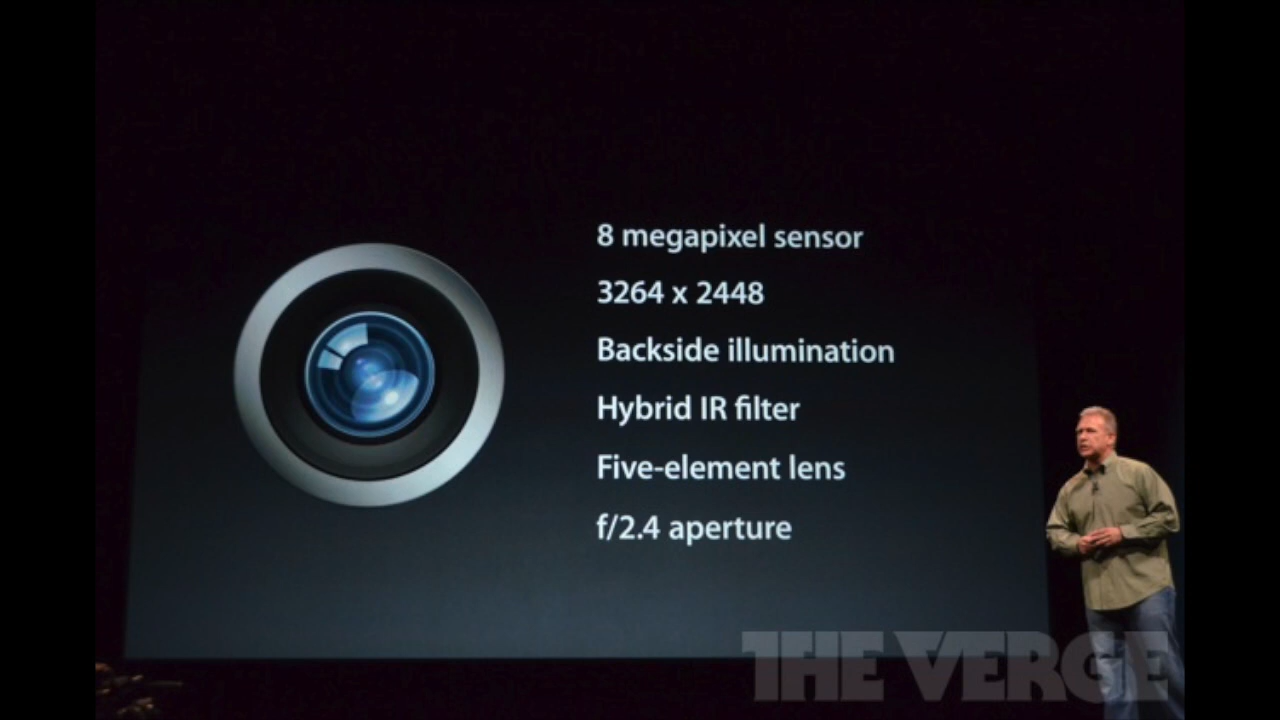 8 megapixel sensor
3264 x 2448
Backside illumination
Hybrid IR filter
Five-element lens
f/2.4 aperture
THE VERGE